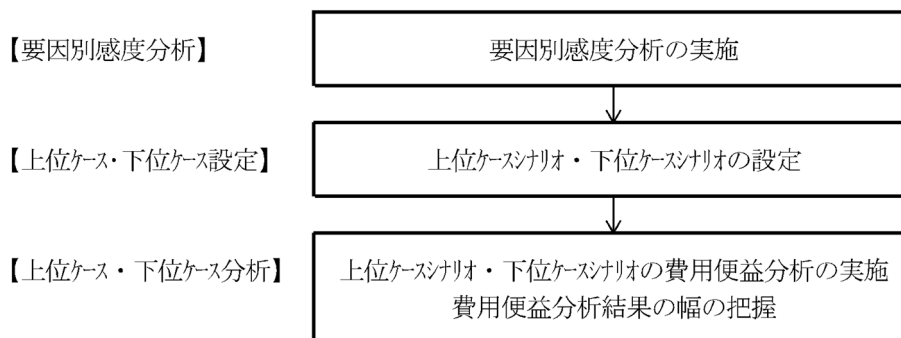 【要因別感度分析】
要因別感度分析の実施
【上位ｹｰｽ・下位ｹｰｽ設定】
上位ｹｰｽｼﾅﾘｵ・下位ｹｰｽｼﾅﾘｵの設定
【上位ｹｰｽ・下位ｹｰｽ分析】
上位ｹｰｽｼﾅﾘｵ・下位ｹｰｽｼﾅﾘｵの費用便益分析の実施
費用便益分析結果の幅の把握